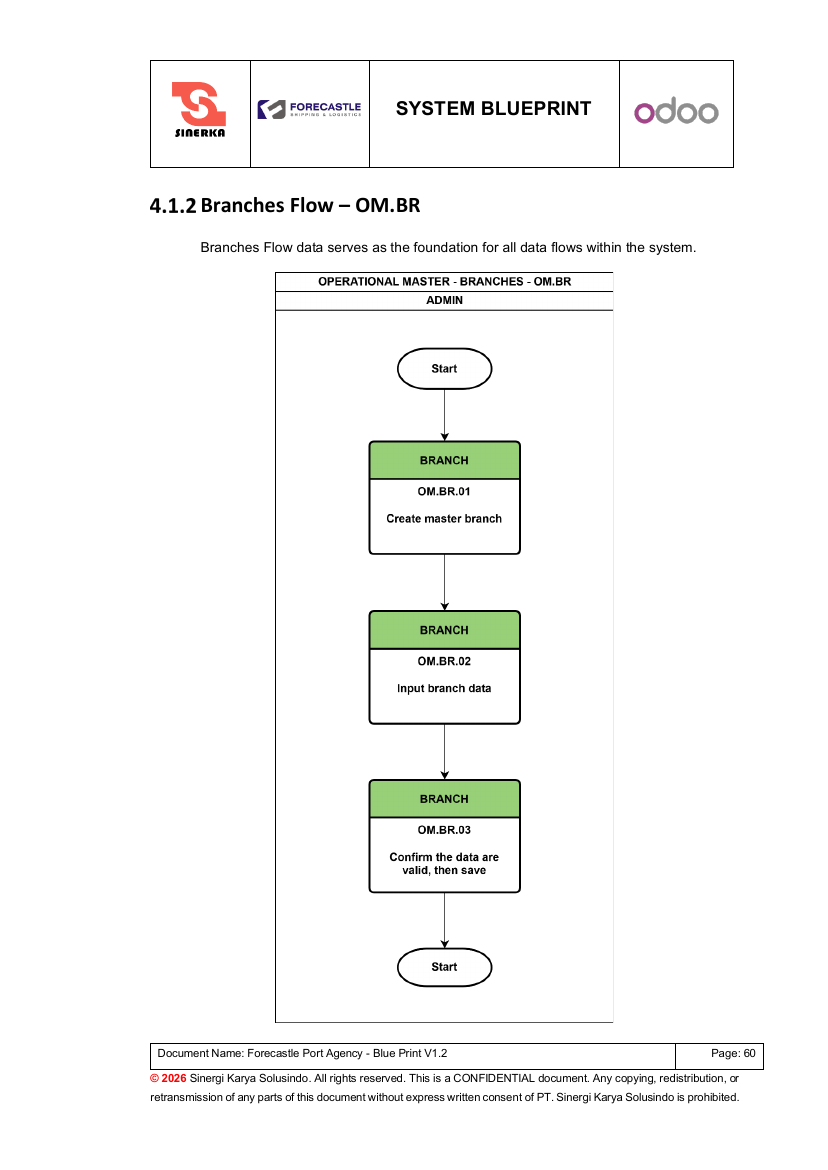 SINERKA
FORECASTLE
SHIPPING & LOGISTICS
SYSTEM BLUEPRINT
odoo
4.1.2 Branches Flow – OM.BR
Branches Flow data serves as the foundation for all data flows within the system.
OPERATIONAL MASTER - BRANCHES - OM.BR
ADMIN
Start
BRANCH
OM.BR.01
Create master branch
BRANCH
OM.BR.02
Input branch data
BRANCH
OM.BR.03
Confirm the data are
valid, then save
Start
Document Name: Forecastle Port Agency - Blue Print V1.2
Page: 60
© 2026 Sinergi Karya Solusindo. All rights reserved. This is a CONFIDENTIAL document. Any copying, redistribution, or
retransmission of any parts of this document without express written consent of PT. Sinergi Karya Solusindo is prohibited.